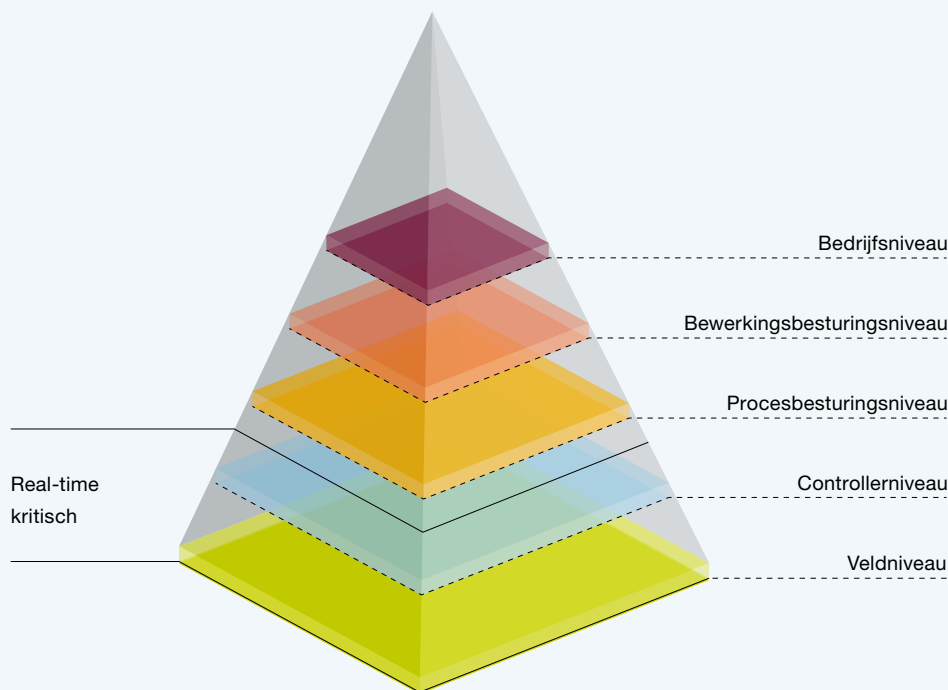 Bedrijfsniveau
Bewerkingsbesturingsniveau
Procesbesturingsniveau
Real-time
kritisch
Controllerniveau
Veldniveau